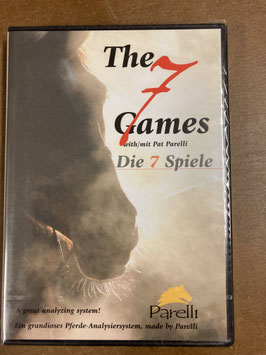 The 7
Games
with/mit Pat Parelli
Die 7 Spiele
A great analyzing system!
Parelli
Ein grandioses Pferde-Analysiersystem, made by Parelli